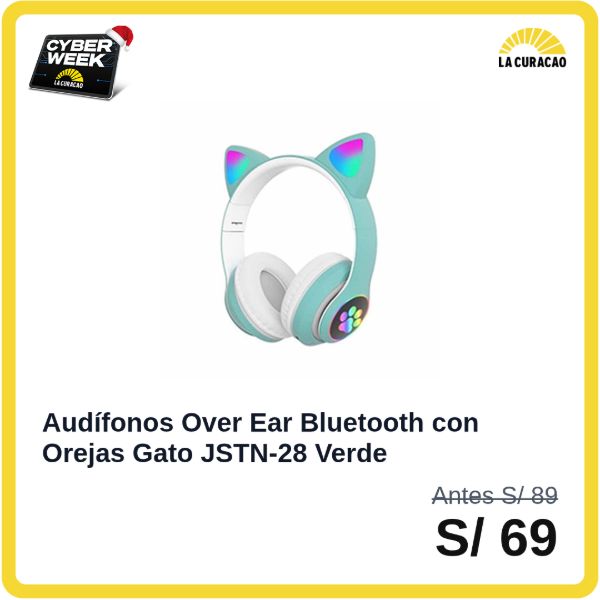 CYBER
WEEK
LA CURACAO
LA CURACAO
Audífonos Over Ear Bluetooth con
Orejas Gato JSTN-28 Verde
Antes S/ 89
S/ 69